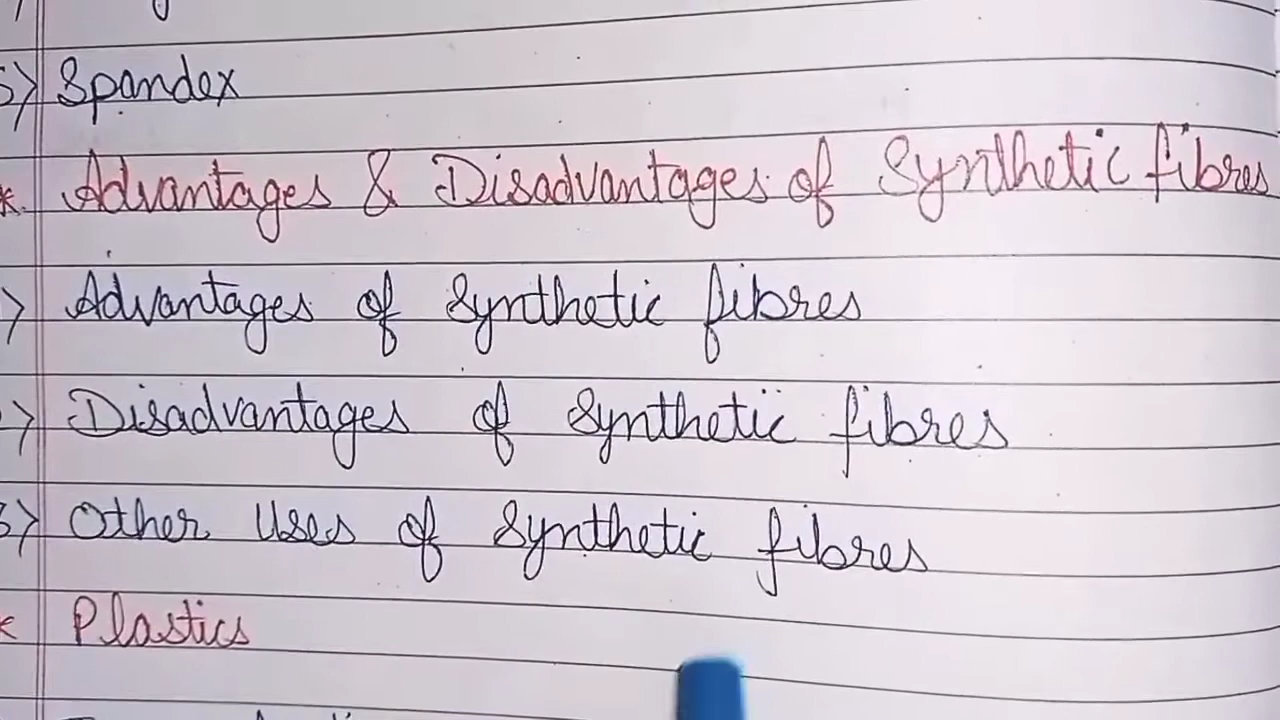 5) Spandex
* Advantages & Disadvantages of Synthetic fibres
) Advantages of Synthetic fibres
) Disadvantages of Synthetic fibres
3) Other Uses of Synthetic fibres
* Plastics